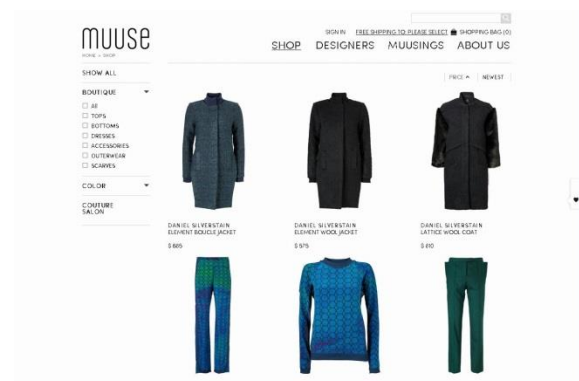 muuse
HOME > SHOP
SIGN IN FREE SHIPPING TO: PLEASE SELECT SHOPPING BAG (0)
SHOP DESIGNERS MUUSINGS ABOUT US
SHOW ALL
PRICE NEWEST
BOUTIQUE
All
TOPS
BOTTOMS
DRESSES
ACCESSORIES
OUTERWEAR
SCARVES
COLOR
COUTURE
SALON
DANIEL SILVERSTAIN
ELEMENT BOUCLE JACKET
DANIEL SILVERSTAIN
ELEMENT WOOL JACKET
$ 575
DANIEL SILVERSTAIN
LATTICE WOOL COAT